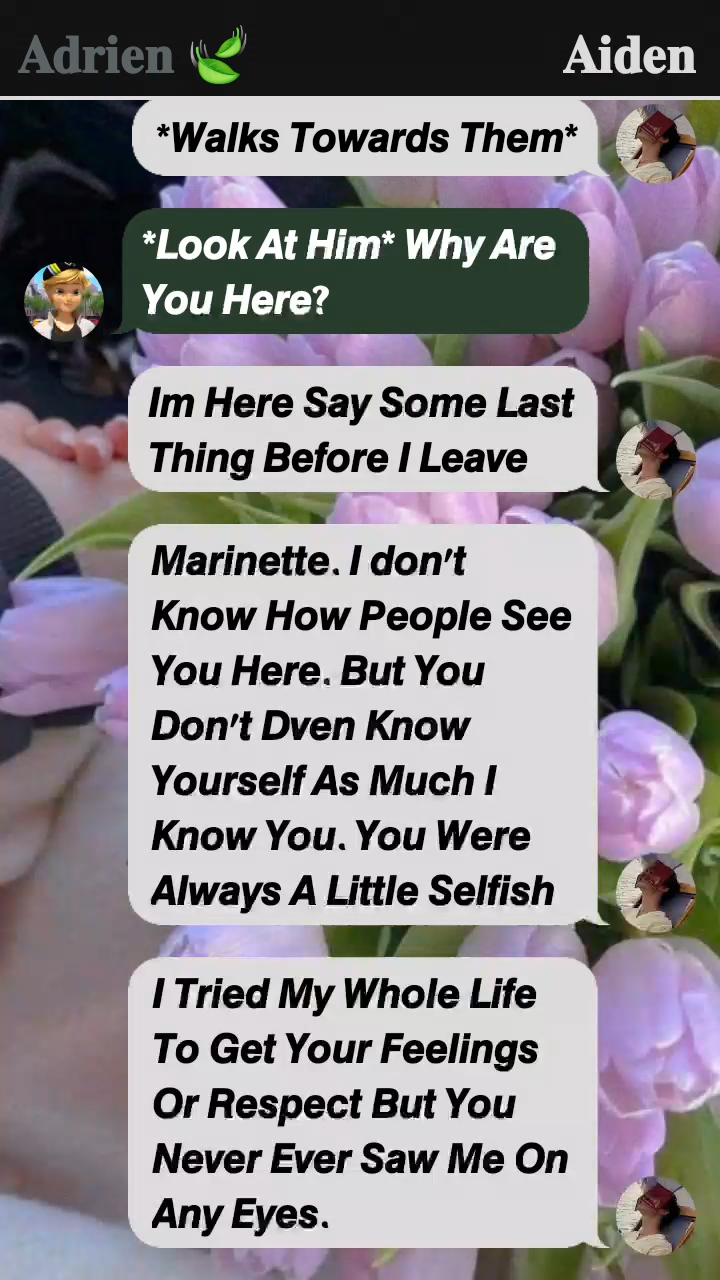 Adrien 🍃 Aiden
*Walks Towards Them*
*Look At Him* Why Are
You Here?
Im Here Say Some Last
Thing Before I Leave
Marinette. I don't
Know How People See
You Here. But You
Don't Dven Know
Yourself As Much I
Know You. You Were
Always A Little Selfish
I Tried My Whole Life
To Get Your Feelings
Or Respect But You
Never Ever Saw Me On
Any Eyes.